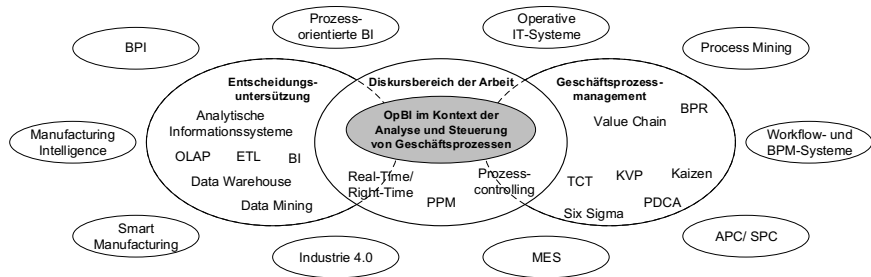 Prozess-
orientierte BI
Operative
IT-Systeme
BPI
Process Mining
Entscheidungs-
untersützung
Diskursbereich der Arbeit
Geschäftsprozess-
management
Analytische
Informationssysteme
OpBI im Kontext der
Analyse und Steuerung
von Geschäftsprozessen
BPR
Value Chain
Manufacturing
Intelligence
OLAP
ETL
BI
Workflow- und
BPM-Systeme
Data Warehouse
Real-Time/
Right-Time
Prozess-
controlling
TCT
KVP
Kaizen
Data Mining
PPM
PDCA
Six Sigma
Smart
Manufacturing
Industrie 4.0
MES
APC/ SPC